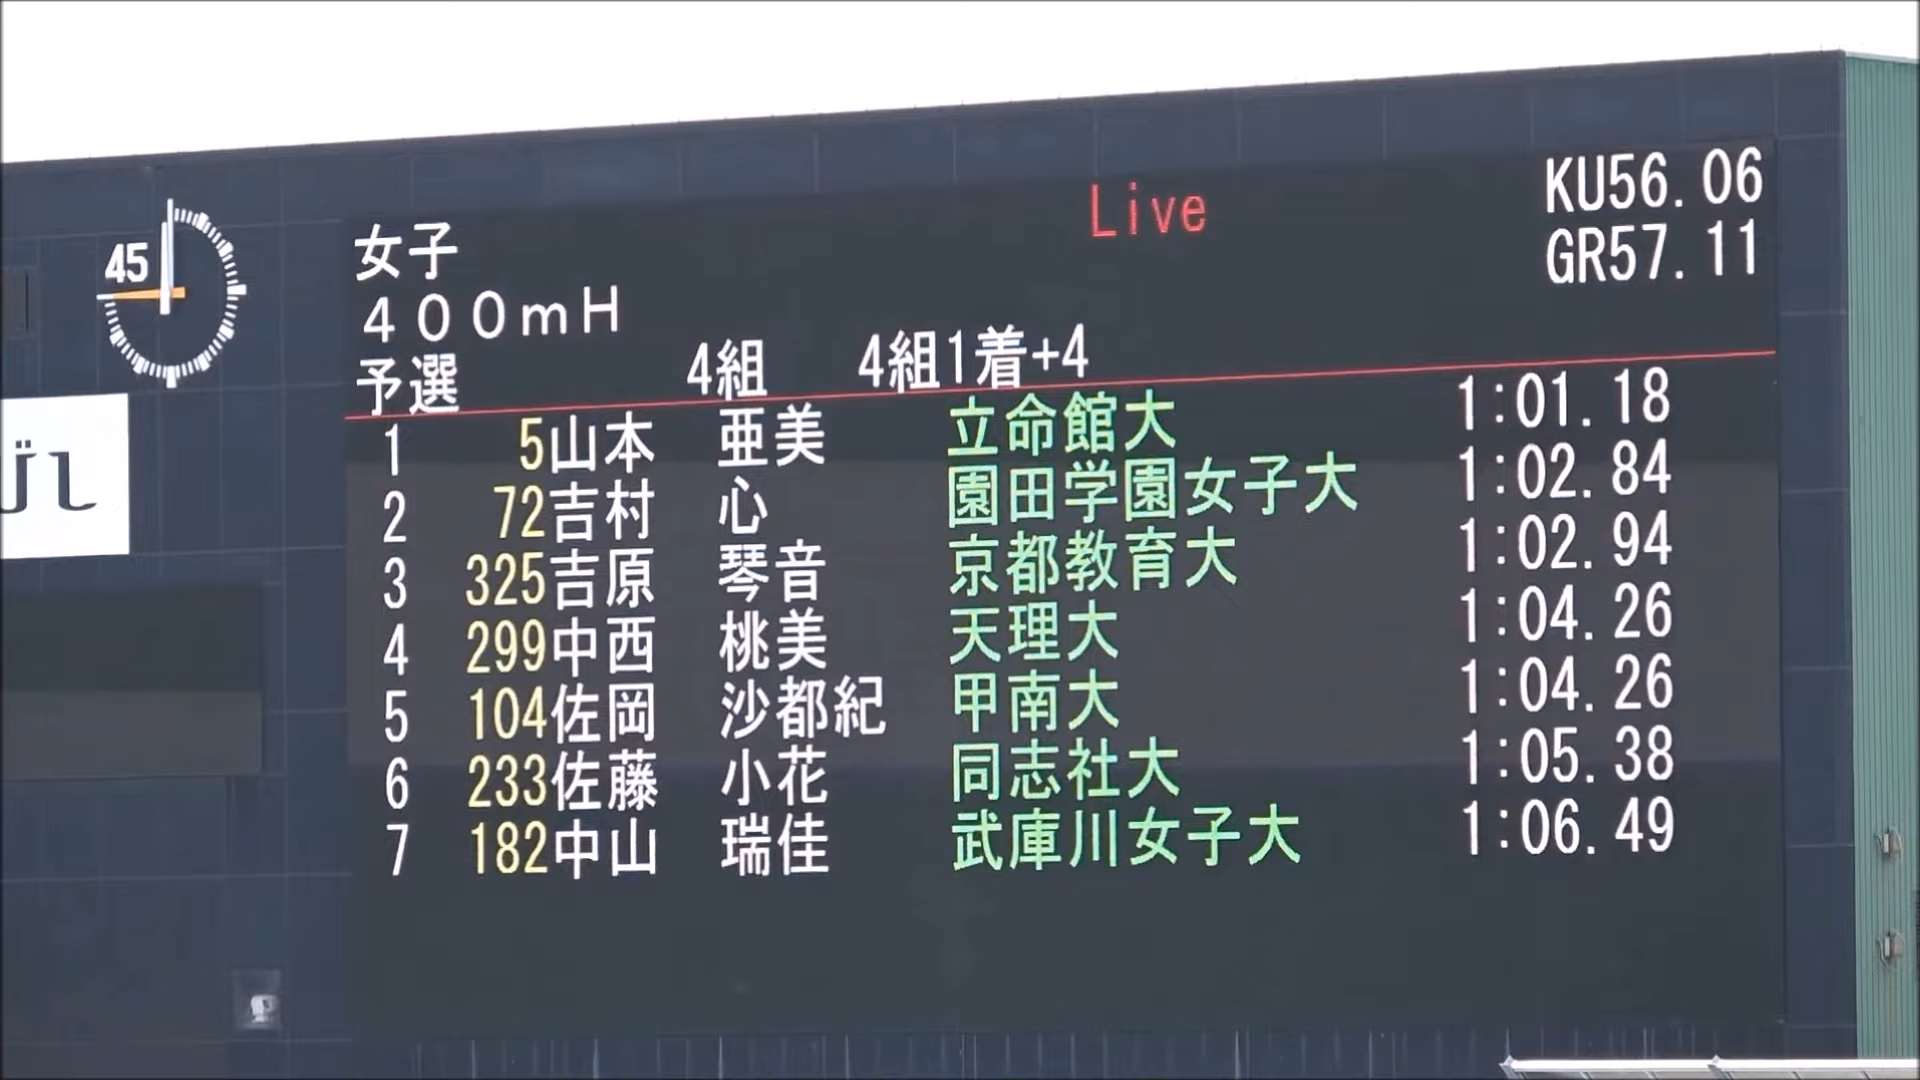 45
Live
KU56.06
GR57.11
女子
400mH
予選 4組 4組1着+4
1 5山本 亜美 立命館大 1:01.18
2 72吉村 心 園田学園女子大 1:02.84
3 325吉原 琴音 京都教育大 1:02.94
4 299中西 桃美 天理大 1:04.26
5 104佐岡 沙都紀 甲南大 1:04.26
6 233佐藤 小花 同志社大 1:05.38
7 182中山 瑞佳 武庫川女子大 1:06.49